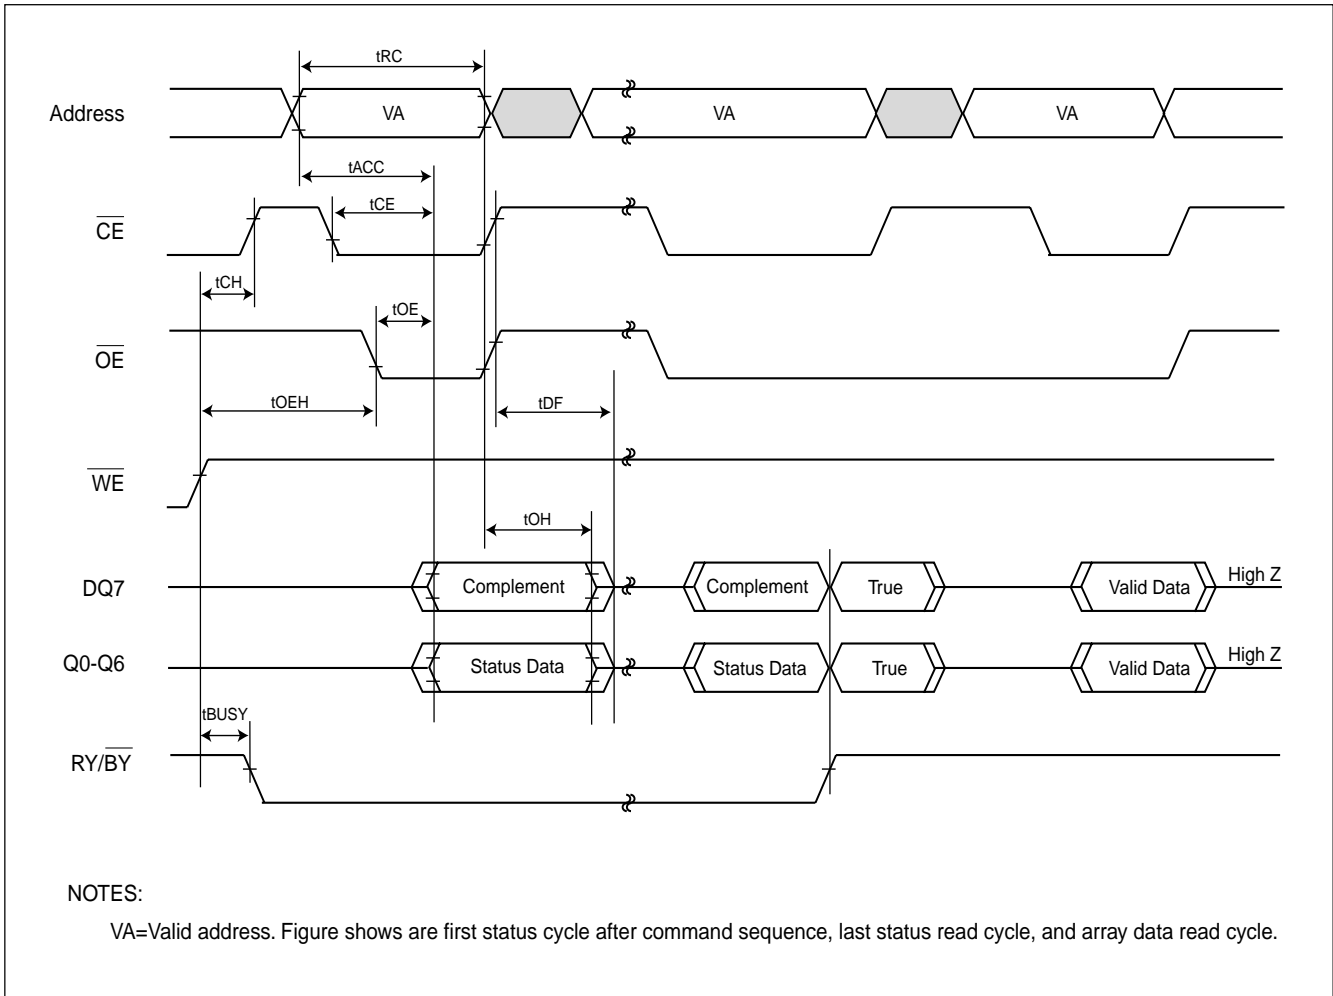 tRC
Address VA VA VA
tACC
tCE
CE
tCH
tOE
OE
tOEH tDF
WE
tOH
DQ7 Complement Complement True Valid Data High Z
Q0-Q6 Status Data Status Data True Valid Data High Z
tBUSY
RY/BY
NOTES:
VA=Valid address. Figure shows are first status cycle after command sequence, last status read cycle, and array data read cycle.